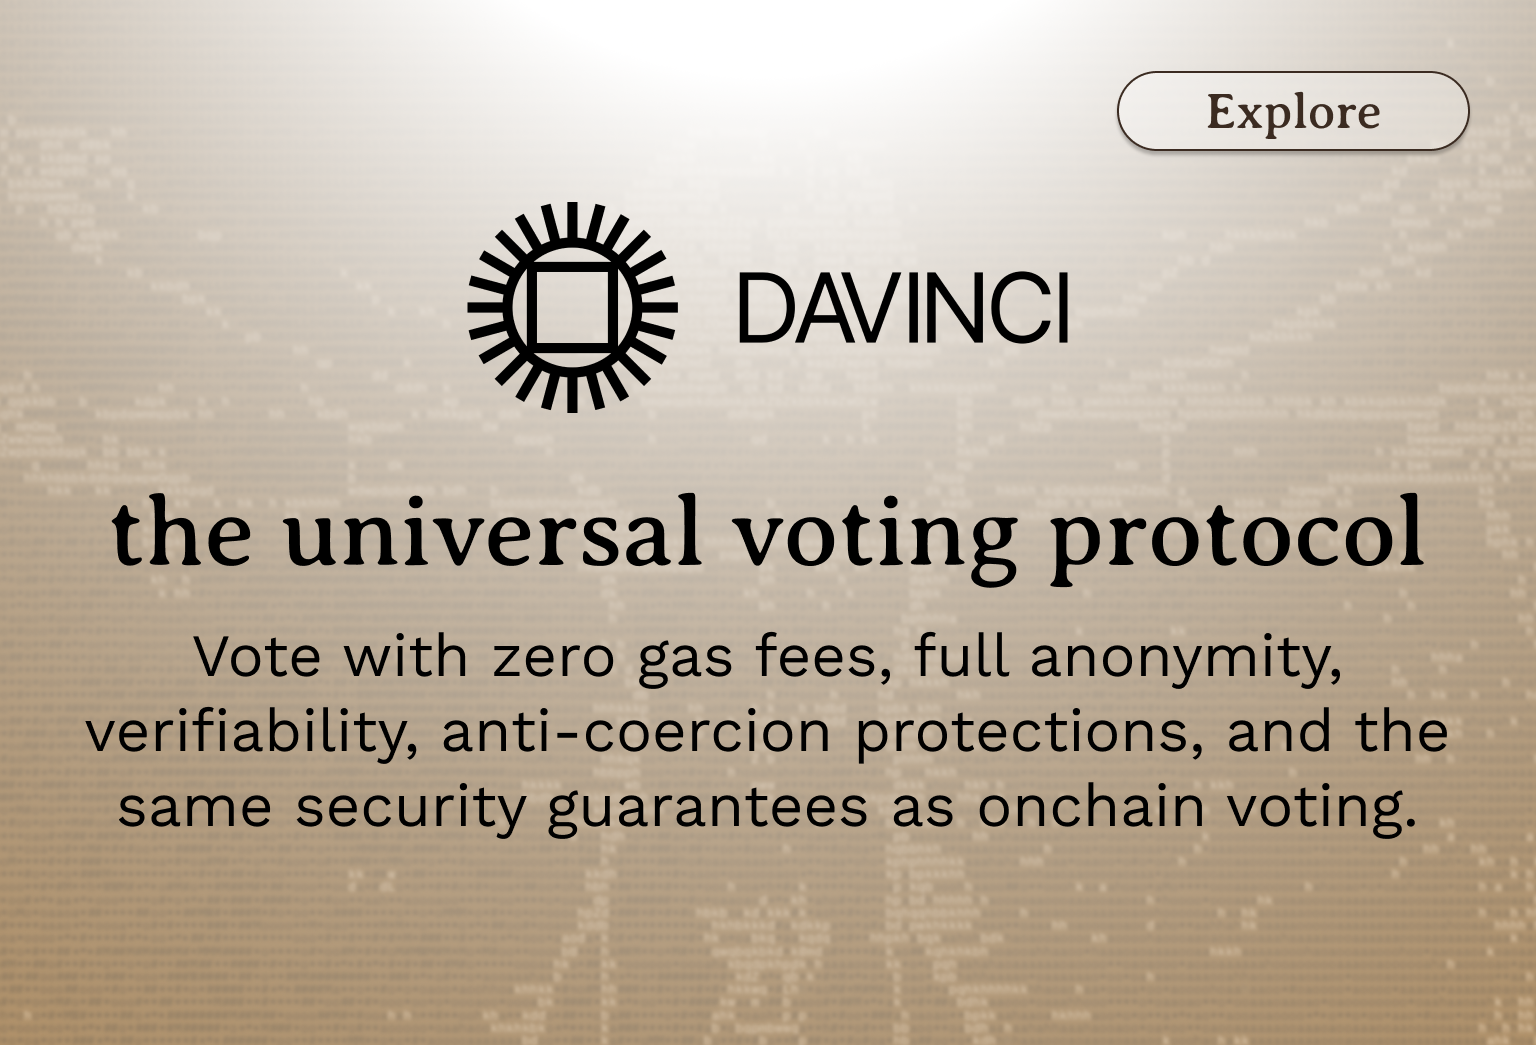 Explore
DAVINCI
the universal voting protocol
Vote with zero gas fees, full anonymity,
verifiability, anti-coercion protections, and the
same security guarantees as onchain voting.